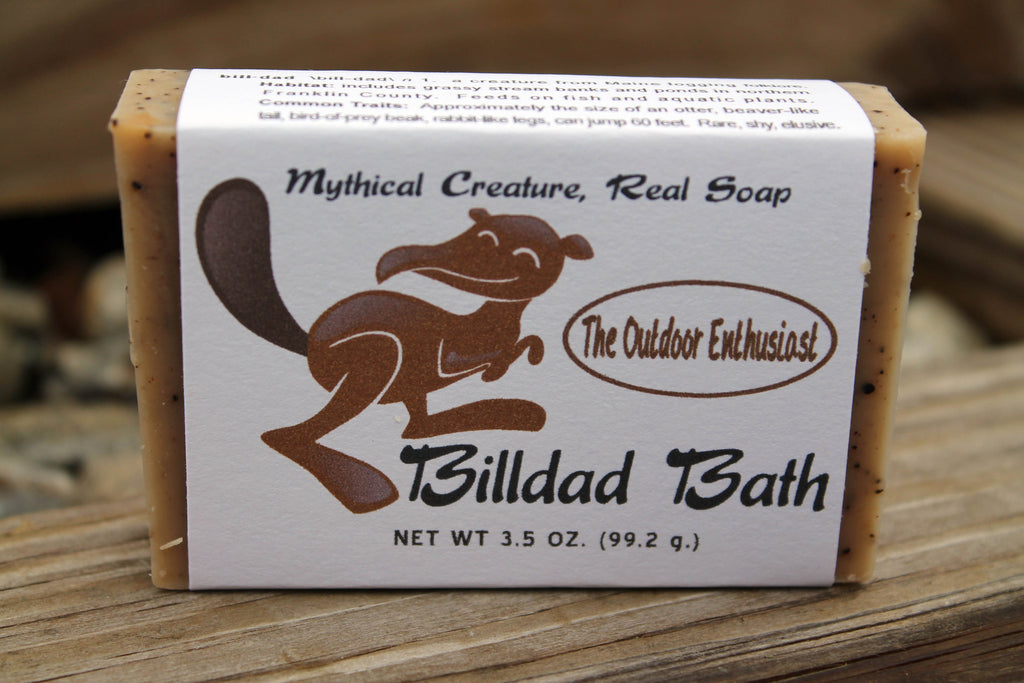 bill-dad \bill-dad\ n 1. a creature from Maine logging folklore.
Habitat: includes grassy stream banks and ponds in northern
Franklin County. Feeds on fish and aquatic plants.
Common Traits: Approximately the size of an otter, beaver-like
tail, bird-of-prey beak, rabbit-like legs, can jump 60 feet. Rare, shy, elusive.
Mythical Creature, Real Soap
The Outdoor Enthusiast
Billdad Bath
NET WT 3.5 OZ. (99.2 g.)